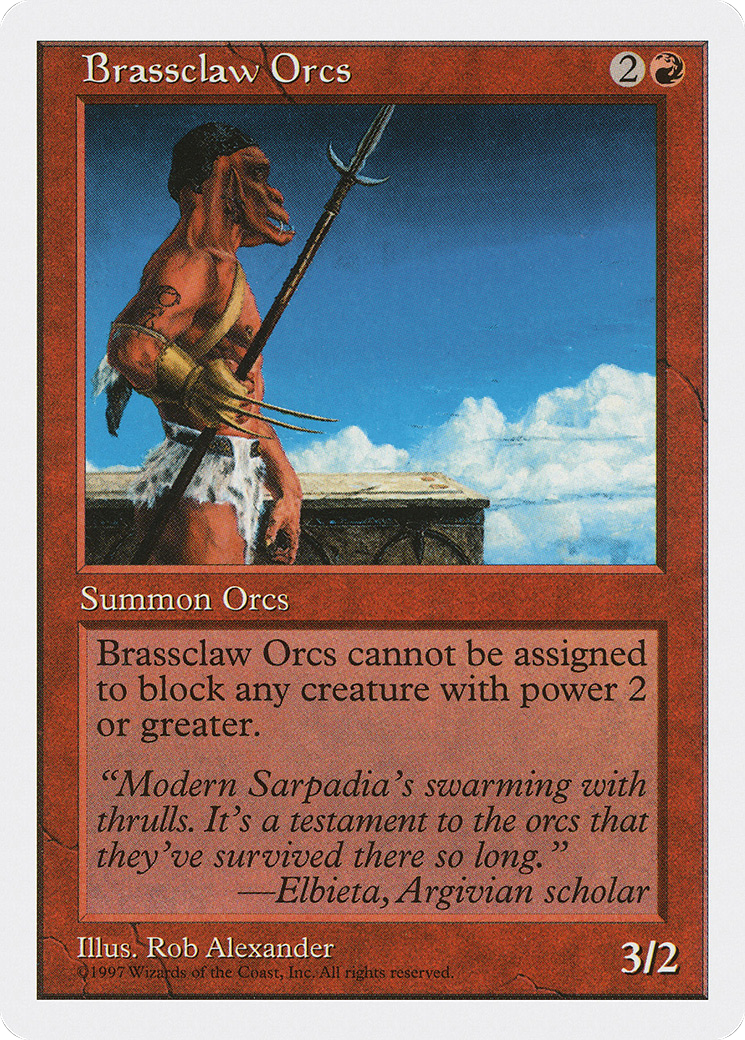 Brassclaw Orcs 2
Summon Orcs
Brassclaw Orcs cannot be assigned
to block any creature with power 2
or greater.
“Modern Sarpadia’s swarming with
thrulls. It’s a testament to the orcs that
they’ve survived there so long.”
—Elbieta, Argivian scholar
Illus. Rob Alexander
©1997 Wizards of the Coast, Inc. All rights reserved.
3/2